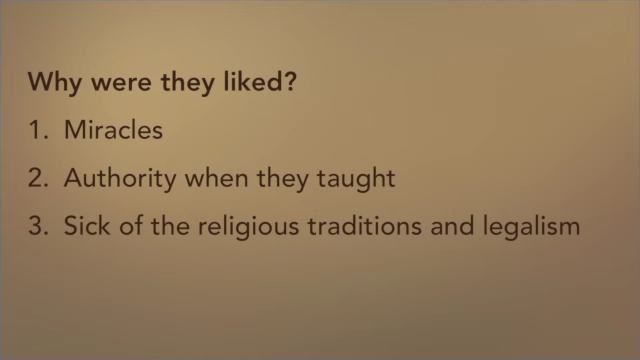 Why were they liked?
1. Miracles
2. Authority when they taught
3. Sick of the religious traditions and legalism